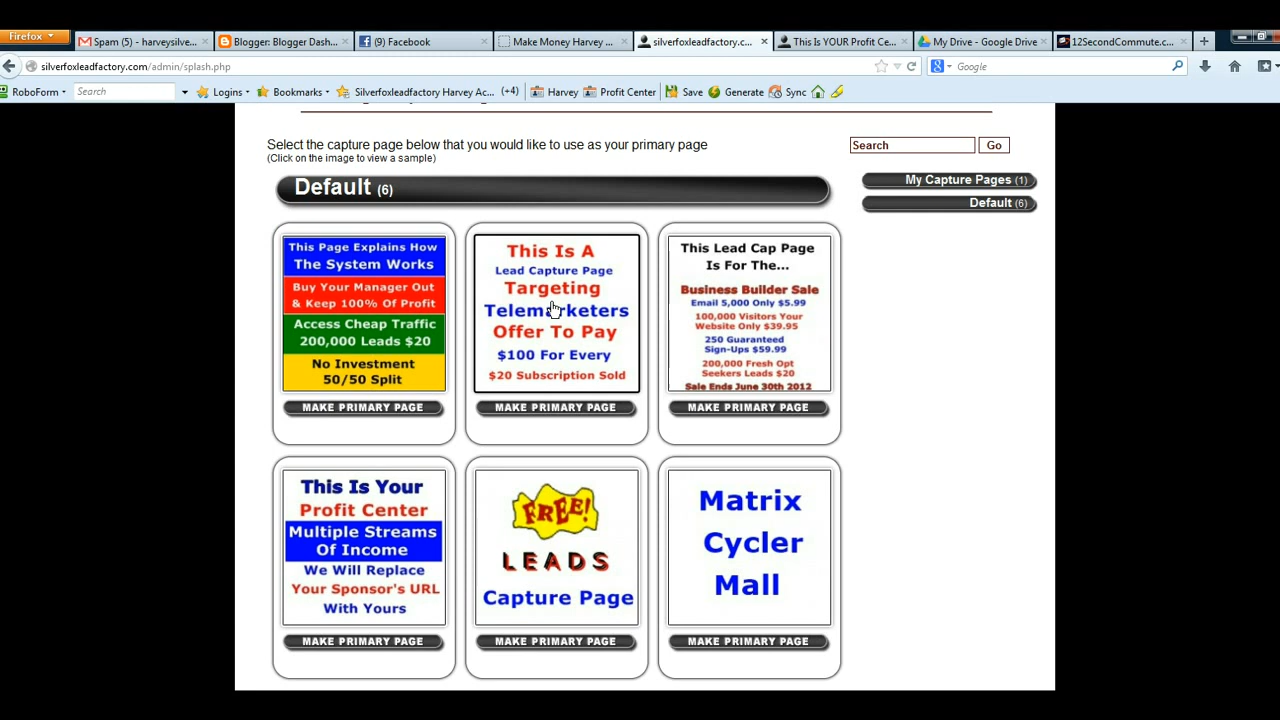 Firefox
Spam (5) - harveysilve...
Blogger: Blogger Dash...
(9) Facebook
Make Money Harvey ...
silverfoxleadfactory.c...
This Is YOUR Profit Ce...
My Drive - Google Drive
12SecondCommute.c...
silverfoxleadfactory.com/admin/splash.php
Google
RoboForm
Search
Logins
Bookmarks
Silverfoxleadfactory Harvey Ac...
(+4)
Harvey
Profit Center
Save
Generate
Sync
Select the capture page below that you would like to use as your primary page
(Click on the image to view a sample)
Search
Go
My Capture Pages (1)
Default (6)
Default (6)
This Page Explains How
The System Works
Buy Your Manager Out
& Keep 100% Of Profit
Access Cheap Traffic
200,000 Leads $20
No Investment
50/50 Split
MAKE PRIMARY PAGE
This Is A
Lead Capture Page
Targeting
Telemarketers
Offer To Pay
$100 For Every
$20 Subscription Sold
MAKE PRIMARY PAGE
This Lead Cap Page
Is For The...
Business Builder Sale
Email 5,000 Only $5.99
100,000 Visitors Your
Website Only $39.95
250 Guaranteed
Sign-Ups $59.99
200,000 Fresh Opt
Seekers Leads $20
Sale Ends June 30th 2012
MAKE PRIMARY PAGE
This Is Your
Profit Center
Multiple Streams
Of Income
We Will Replace
Your Sponsor's URL
With Yours
MAKE PRIMARY PAGE
FREE!
LEADS
Capture Page
MAKE PRIMARY PAGE
Matrix
Cycler
Mall
MAKE PRIMARY PAGE